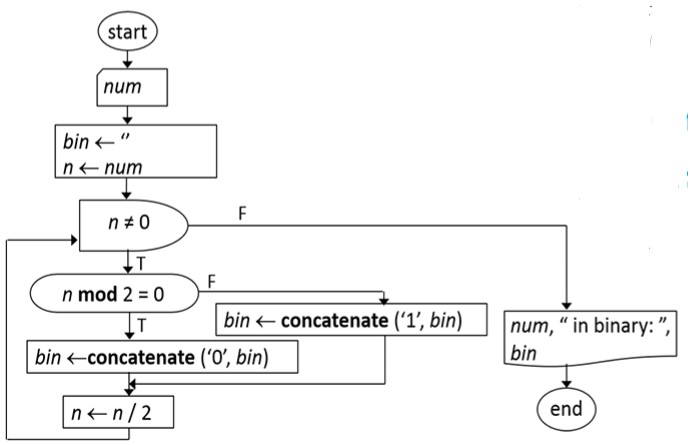 start
num
bin ← ‘’
n ← num
n ≠ 0
F
T
n mod 2 = 0
F
T
bin ← concatenate (‘1’, bin)
bin ←concatenate (‘0’, bin)
n ← n / 2
num, “ in binary: ”,
bin
end